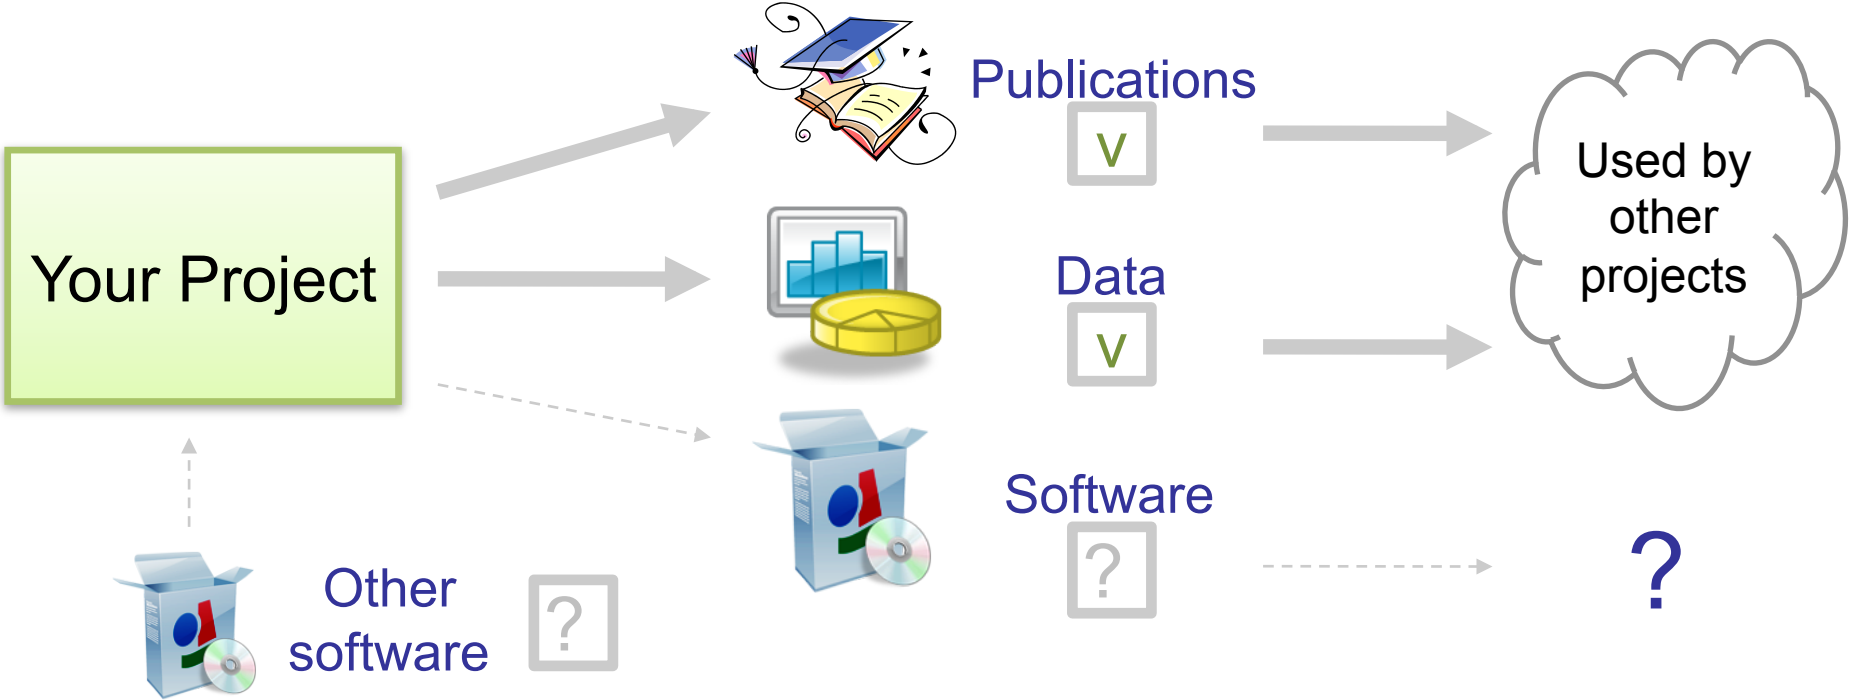 Publications
v
Your Project
Data
v
Used by
other
projects
Software
?
?
Other
software
?